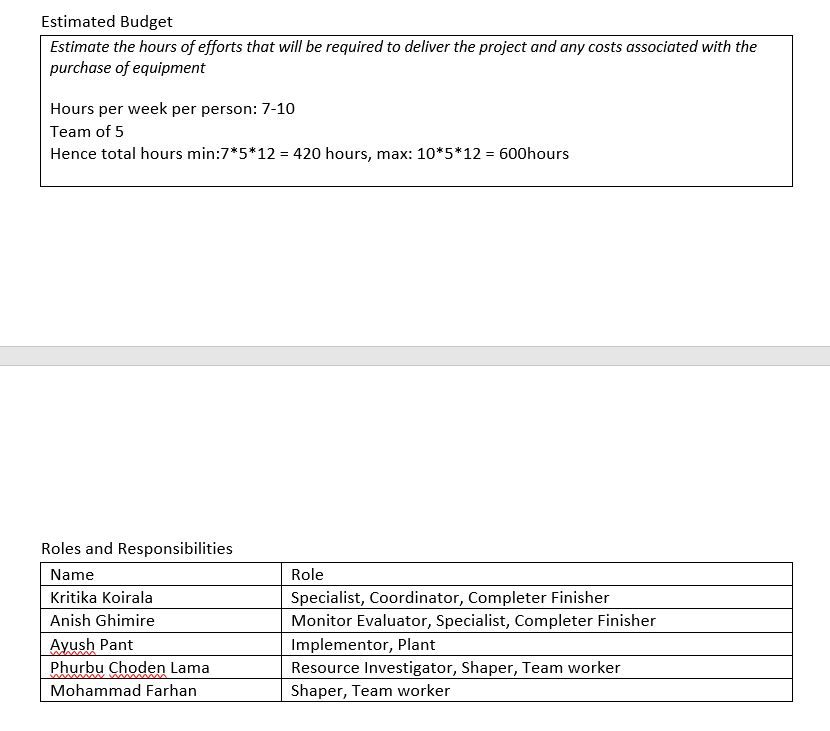 Estimated Budget
Estimate the hours of efforts that will be required to deliver the project and any costs associated with the
purchase of equipment
Hours per week per person: 7-10
Team of 5
Hence total hours min:7*5*12 = 420 hours, max: 10*5*12 = 600hours
Roles and Responsibilities
Name Role
Kritika Koirala Specialist, Coordinator, Completer Finisher
Anish Ghimire Monitor Evaluator, Specialist, Completer Finisher
Ayush Pant Implementor, Plant
Phurbu Choden Lama Resource Investigator, Shaper, Team worker
Mohammad Farhan Shaper, Team worker